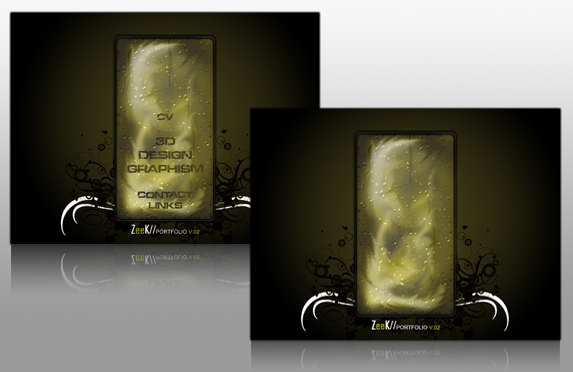 CV
3D
DESIGN
GRAPHISM
CONTACT
LINKS
ZeeK//PORTFOLIO V.02
ZeeK//PORTFOLIO V.02